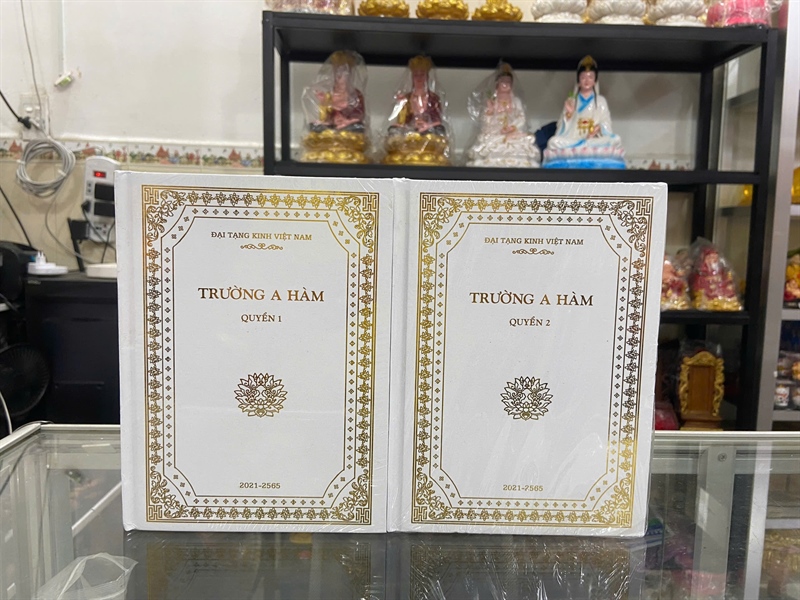 ĐẠI TẠNG KINH VIỆT NAM
TRƯỜNG A HÀM
QUYỂN 1
2021-2565
ĐẠI TẠNG KINH VIỆT NAM
TRƯỜNG A HÀM
QUYỂN 2
2021-2565